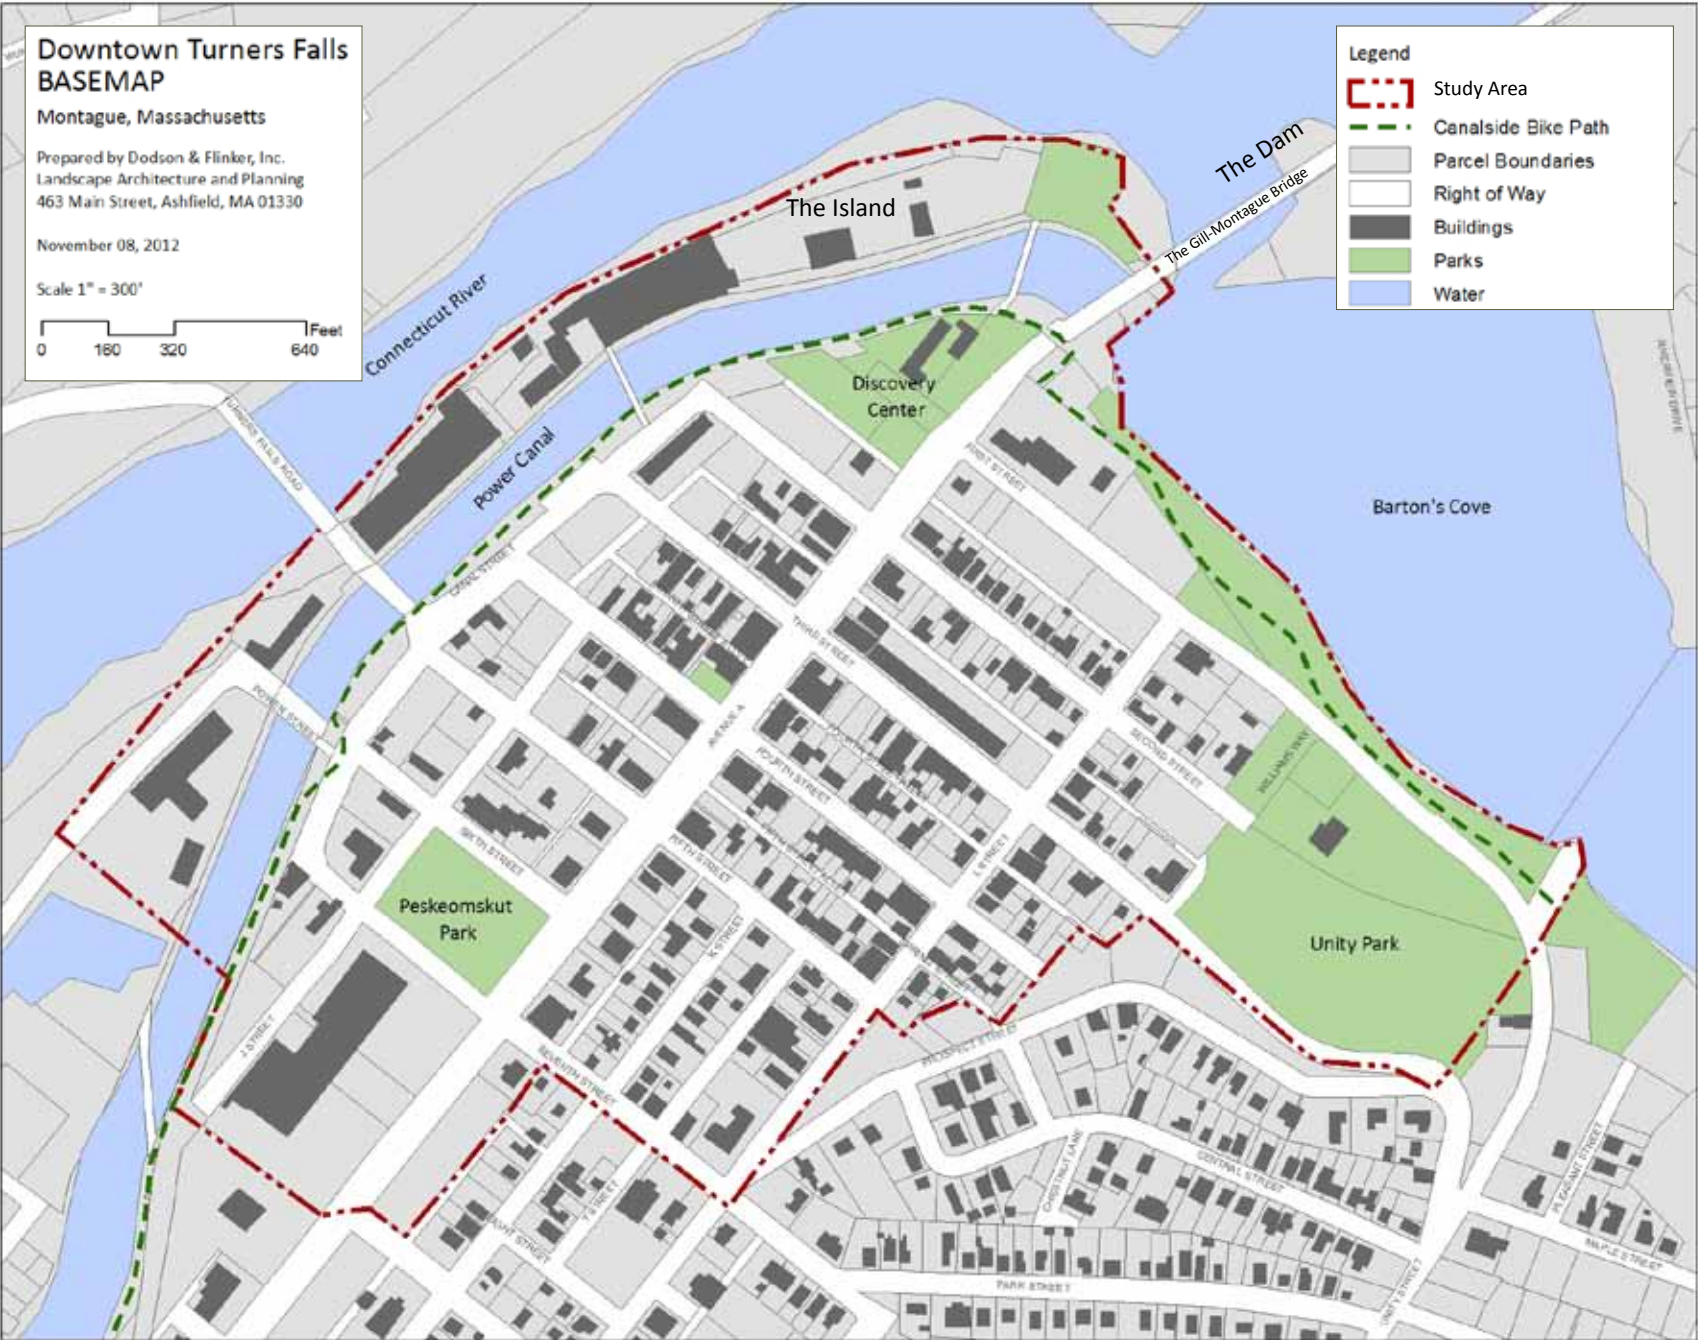 Downtown Turners Falls
BASEMAP
Montague, Massachusetts
Prepared by Dodson & Flinker, Inc.
Landscape Architecture and Planning
463 Main Street, Ashfield, MA 01330
November 08, 2012
Scale 1" = 300'
Feet
0 160 320 640
Legend
Study Area
Canalside Bike Path
Parcel Boundaries
Right of Way
Buildings
Parks
Water
The Dam
The Gill-Montague Bridge
The Island
Connecticut River
Power Canal
Discovery
Center
Barton's Cove
TURNERS FALLS ROAD
CANAL STREET
FIRST STREET
THIRD STREET
AVENUE A
SECOND STREET
WILLIAMS WAY
POWER STREET
FOURTH STREET
L STREET
SIXTH STREET
FIFTH STREET
Peskeomskut
Park
Unity Park
K STREET
J STREET
SEVENTH STREET
PROSPECT STREET
CHESTNUT LANE
CENTRAL STREET
PLEASANT STREET
MAPLE STREET
PARK STREET
UNITY STREET